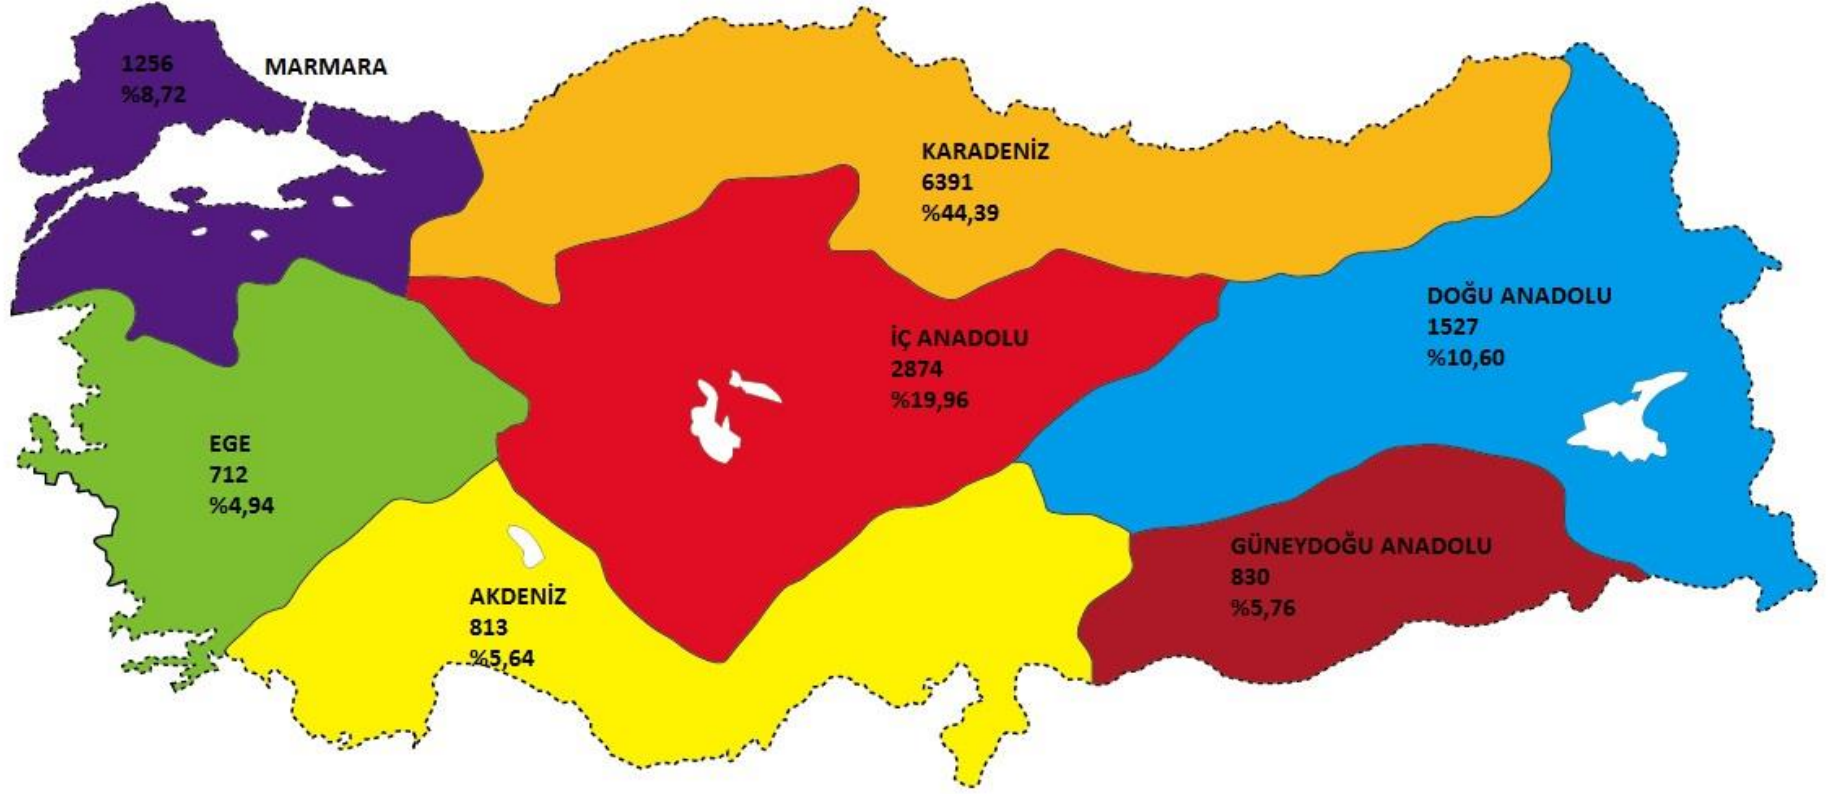 1256
%8,72
MARMARA
KARADENİZ
6391
%44,39
DOĞU ANADOLU
1527
%10,60
İÇ ANADOLU
2874
%19,96
EGE
712
%4,94
GÜNEYDOĞU ANADOLU
830
%5,76
AKDENİZ
813
%5,64